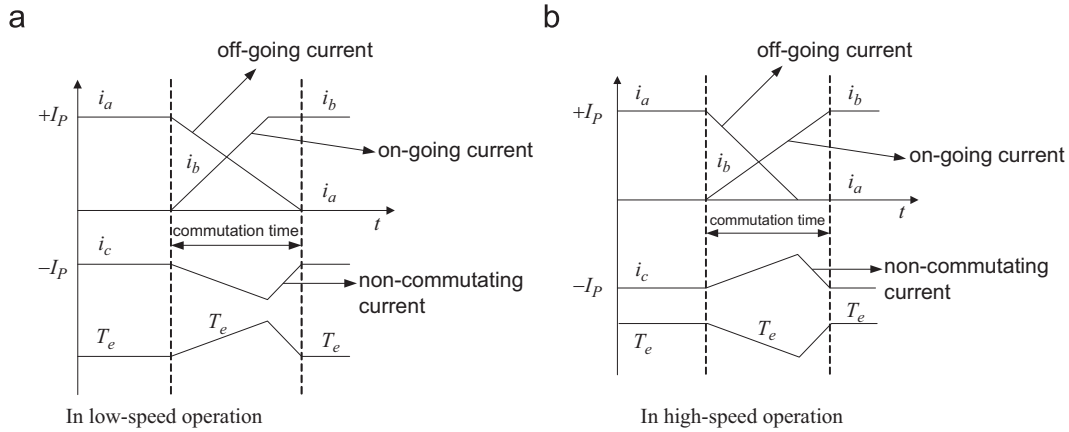 a
off-going current
+I_P
i_a
i_b
i_b
on-going current
i_a
t
commutation time
i_c
−I_P
non-commutating
current
T_e
T_e
T_e
In low-speed operation
b
off-going current
+I_P
i_a
i_b
i_b
on-going current
i_a
t
commutation time
i_c
−I_P
non-commutating
current
T_e
T_e
T_e
In high-speed operation